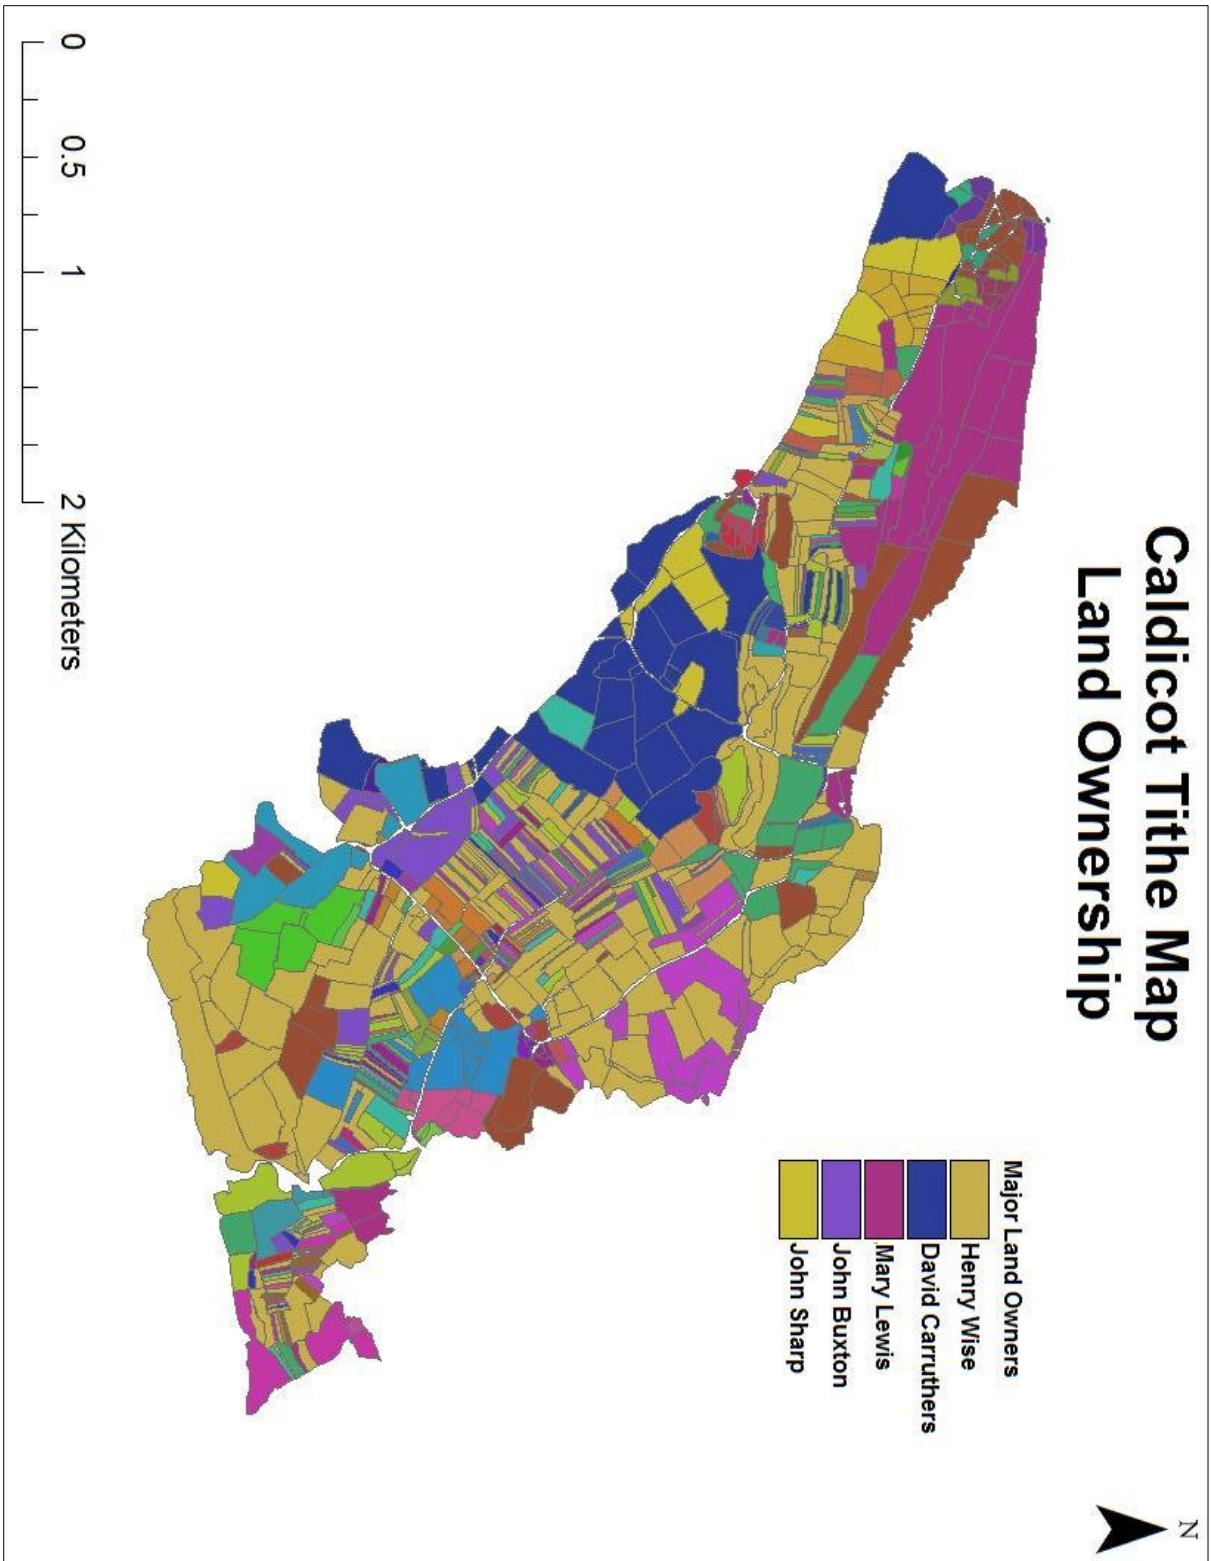 Caldicot Tithe Map
Land Ownership
Major Land Owners
Henry Wise
David Carruthers
Mary Lewis
John Buxton
John Sharp
N
0 0.5 1 2 Kilometers